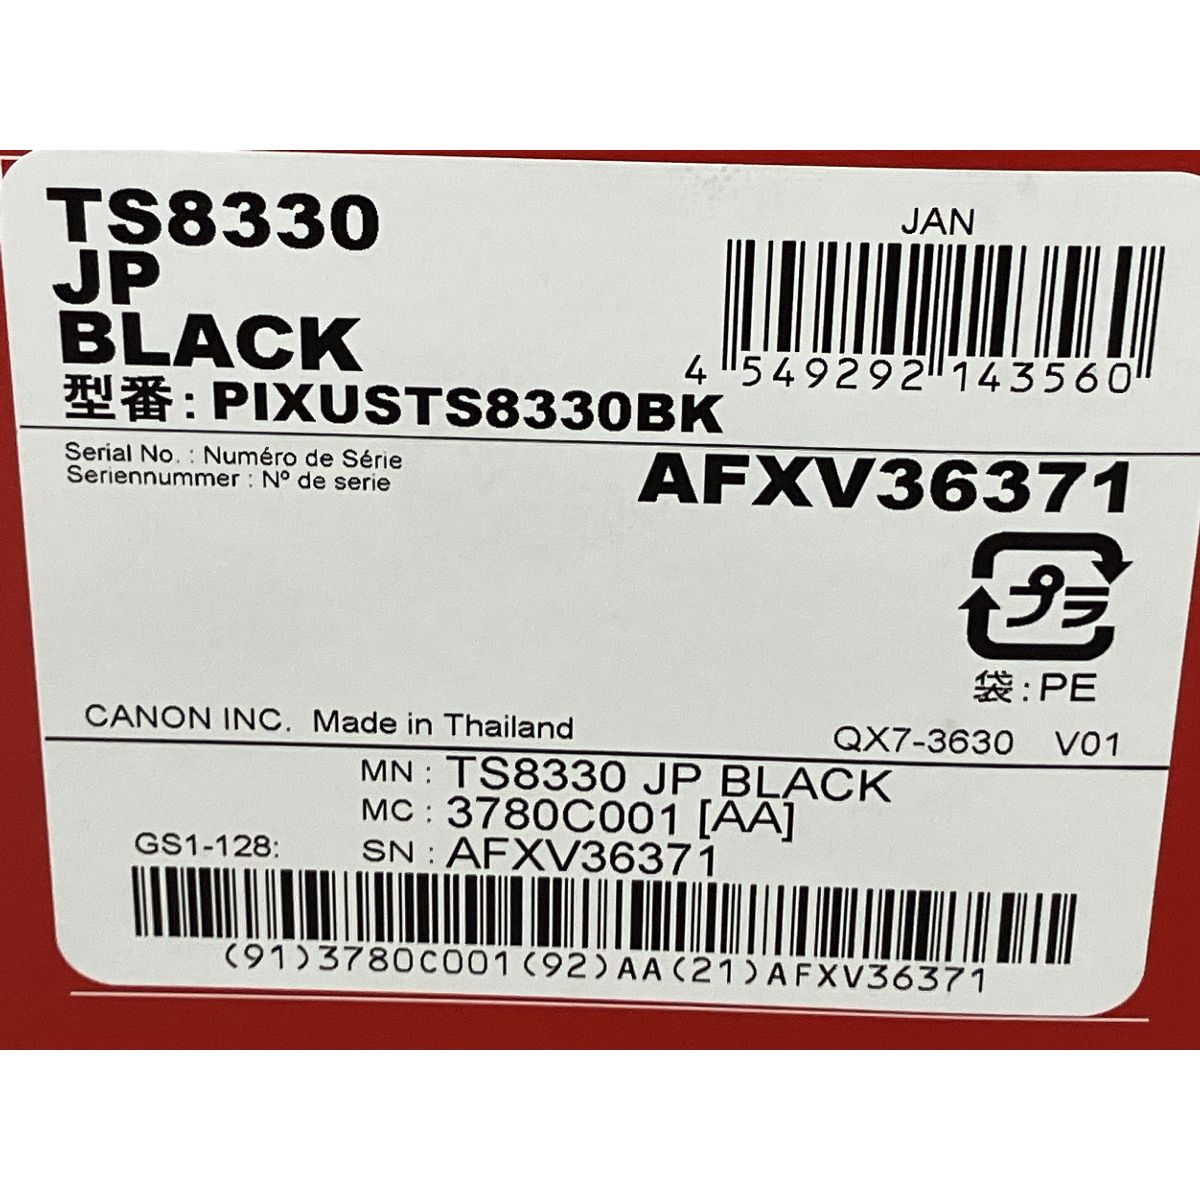 TS8330
JP
BLACK
型番: PIXUSTS8330BK
JAN
4 549292 143560
Serial No. : Numéro de Série
Seriennummer : Nº de serie
AFXV36371
プラ
袋: PE
CANON INC. Made in Thailand
QX7-3630 V01
MN : TS8330 JP BLACK
MC : 3780C001 [AA]
GS1-128: SN : AFXV36371
(91)3780C001(92)AA(21)AFXV36371